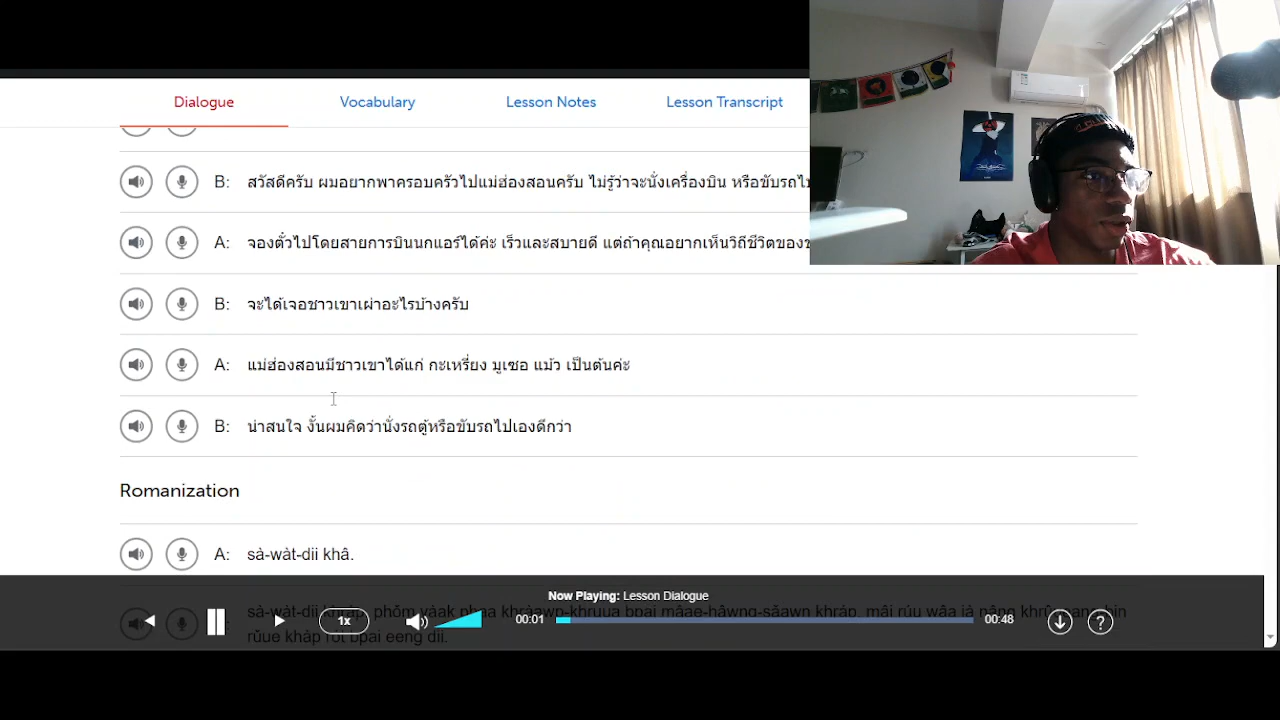 Dialogue
Vocabulary
Lesson Notes
Lesson Transcript
B: สวัสดีครับ ผมอยากพาครอบครัวไปแม่ฮ่องสอนครับ ไม่รู้ว่าจะนั่งเครื่องบิน หรือขับรถไป
A: จองตั๋วไปโดยสายการบินนกแอร์ได้ค่ะ เร็วและสบายดี แต่ถ้าคุณอยากเห็นวิถีชีวิตของ
B: จะได้เจอชาวเขาเผ่าอะไรบ้างครับ
A: แม่ฮ่องสอนมีชาวเขาได้แก่ กะเหรี่ยง มูเซอ แม้ว เป็นต้นค่ะ
B: น่าสนใจ งั้นผมคิดว่านั่งรถตู้หรือขับรถไปเองดีกว่า
Romanization
A: sà-wàt-dii khâ.
Now Playing: Lesson Dialogue
1x
00:01
00:48
?
rǔue khàp rót bpai eeng dii.